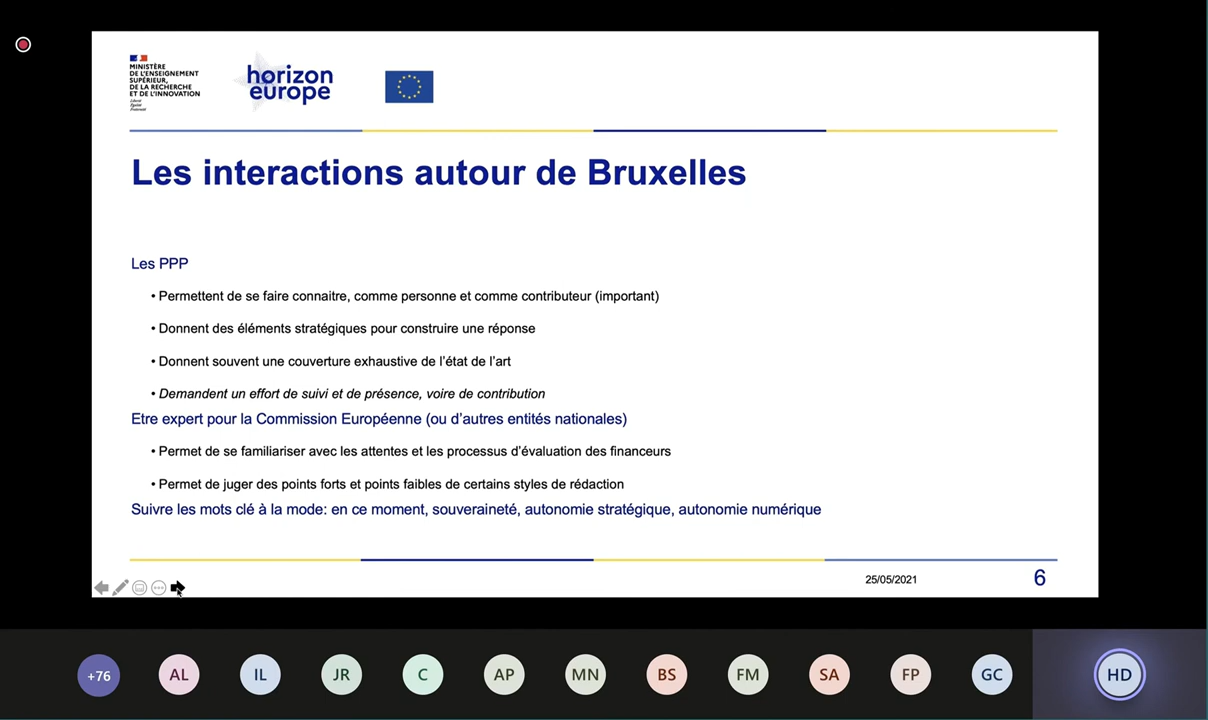 MINISTÈRE
DE L'ENSEIGNEMENT
SUPÉRIEUR,
DE LA RECHERCHE
ET DE L'INNOVATION
Liberté
Égalité
Fraternité
horizon
europe
Les interactions autour de Bruxelles
Les PPP
• Permettent de se faire connaitre, comme personne et comme contributeur (important)
• Donnent des éléments stratégiques pour construire une réponse
• Donnent souvent une couverture exhaustive de l'état de l'art
• Demandent un effort de suivi et de présence, voire de contribution
Etre expert pour la Commission Européenne (ou d'autres entités nationales)
• Permet de se familiariser avec les attentes et les processus d'évaluation des financeurs
• Permet de juger des points forts et points faibles de certains styles de rédaction
Suivre les mots clé à la mode: en ce moment, souveraineté, autonomie stratégique, autonomie numérique
25/05/2021
6
+76 AL IL JR C AP MN BS FM SA FP GC HD